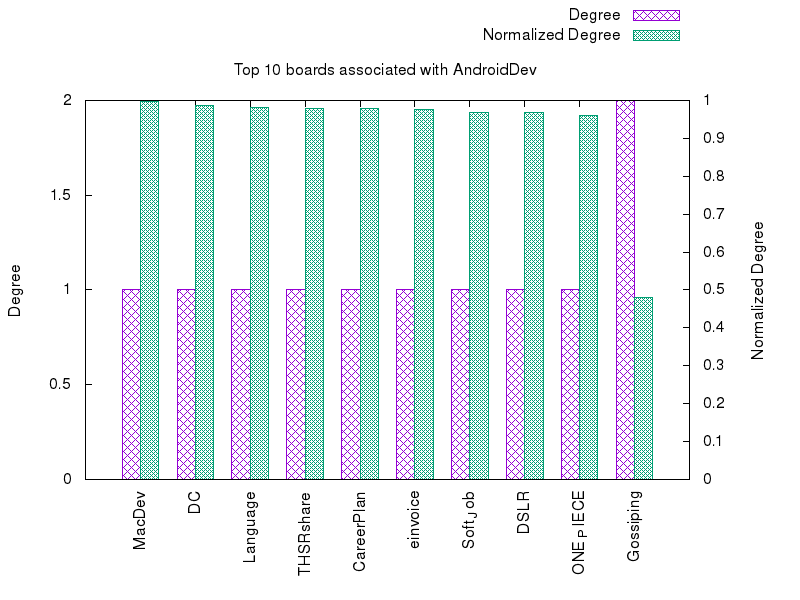 Degree
Normalized Degree
Top 10 boards associated with AndroidDev
2
1.5
1
0.5
0
Degree
1
0.9
0.8
0.7
0.6
0.5
0.4
0.3
0.2
0.1
0
Normalized Degree
MacDev
DC
Language
THSRshare
CareerPlan
einvoice
SoftJob
DSLR
ONEPIECE
Gossiping